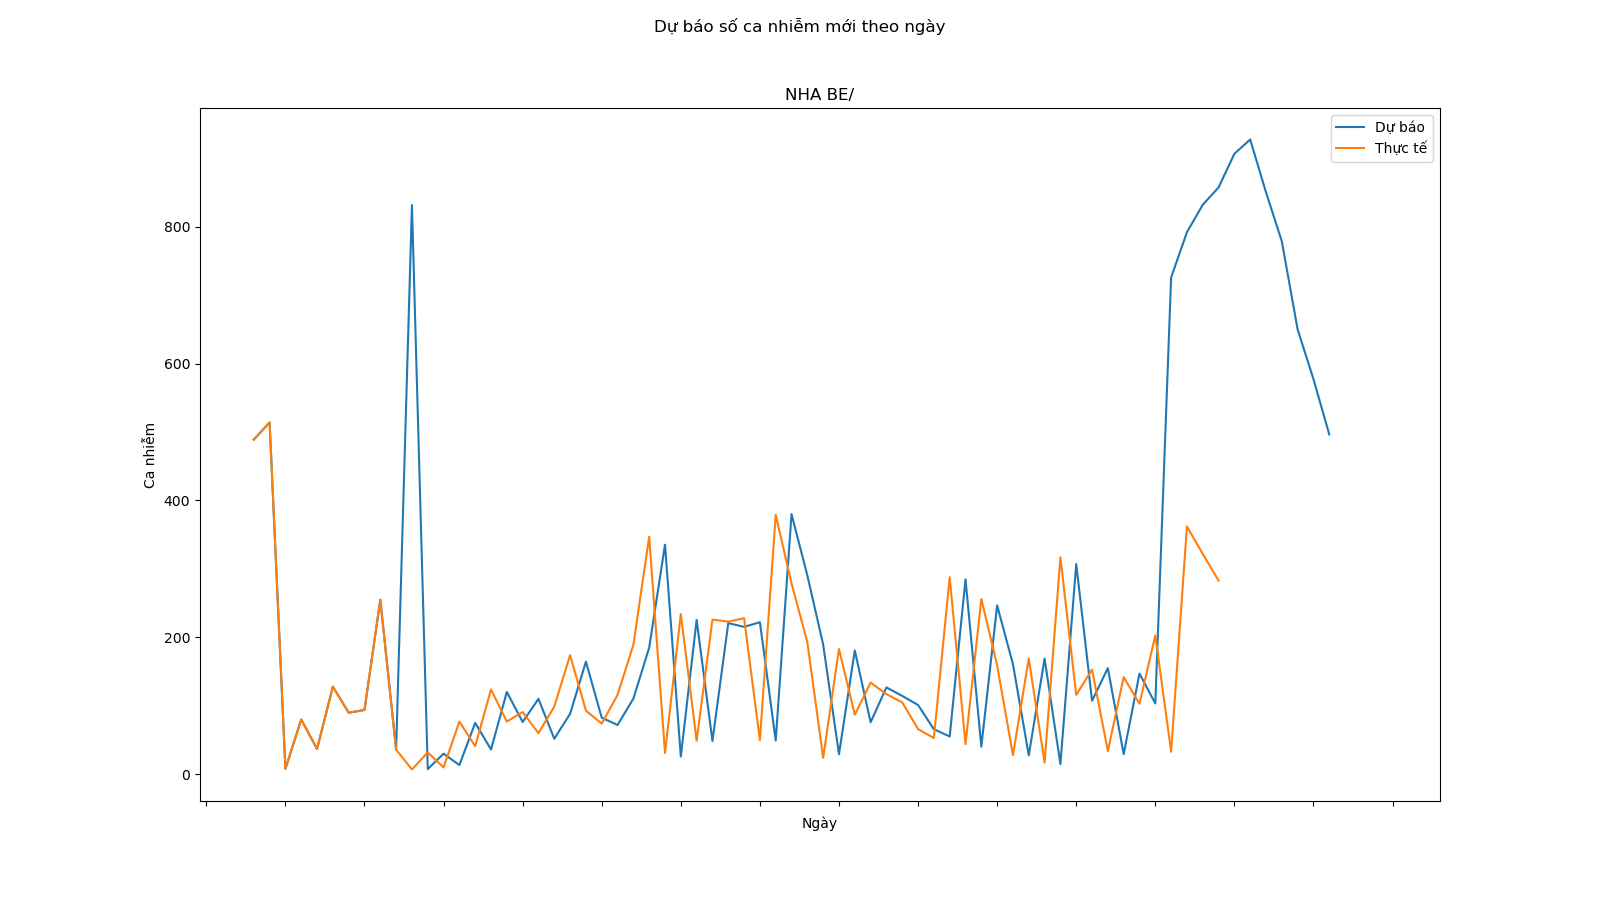 Dự báo số ca nhiễm mới theo ngày
NHA BE/
Dự báo
Thực tế
800
600
400
200
0
Ca nhiễm
Ngày